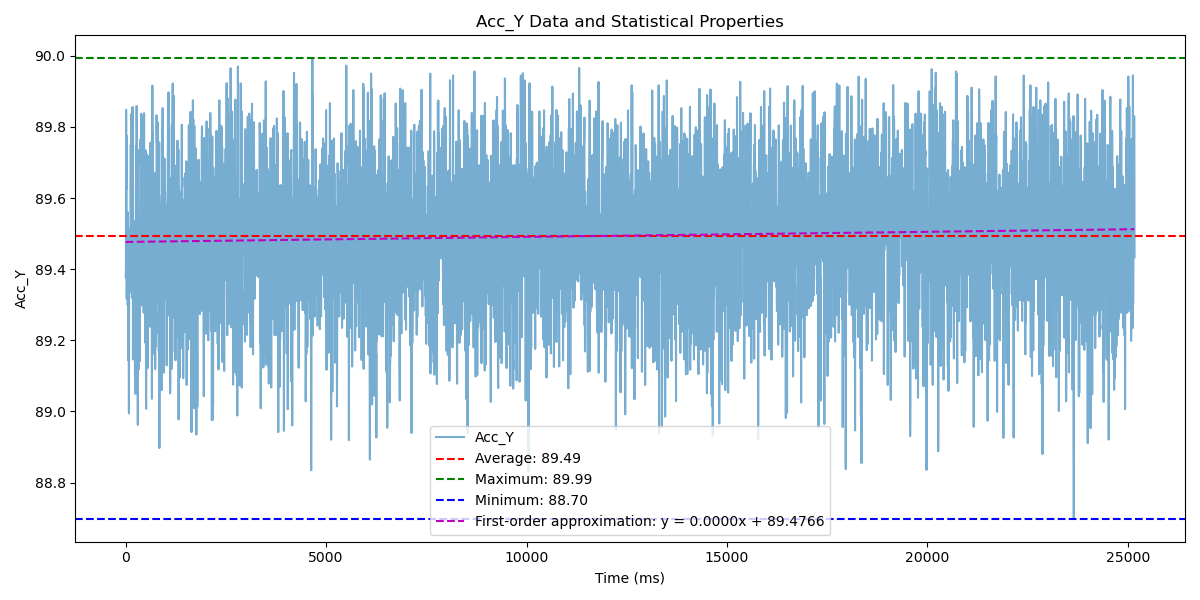 Acc_Y Data and Statistical Properties
90.0
89.8
89.6
89.4
89.2
89.0
88.8
Acc_Y
Acc_Y
Average: 89.49
Maximum: 89.99
Minimum: 88.70
First-order approximation: y = 0.0000x + 89.4766
0
5000
10000
15000
20000
25000
Time (ms)